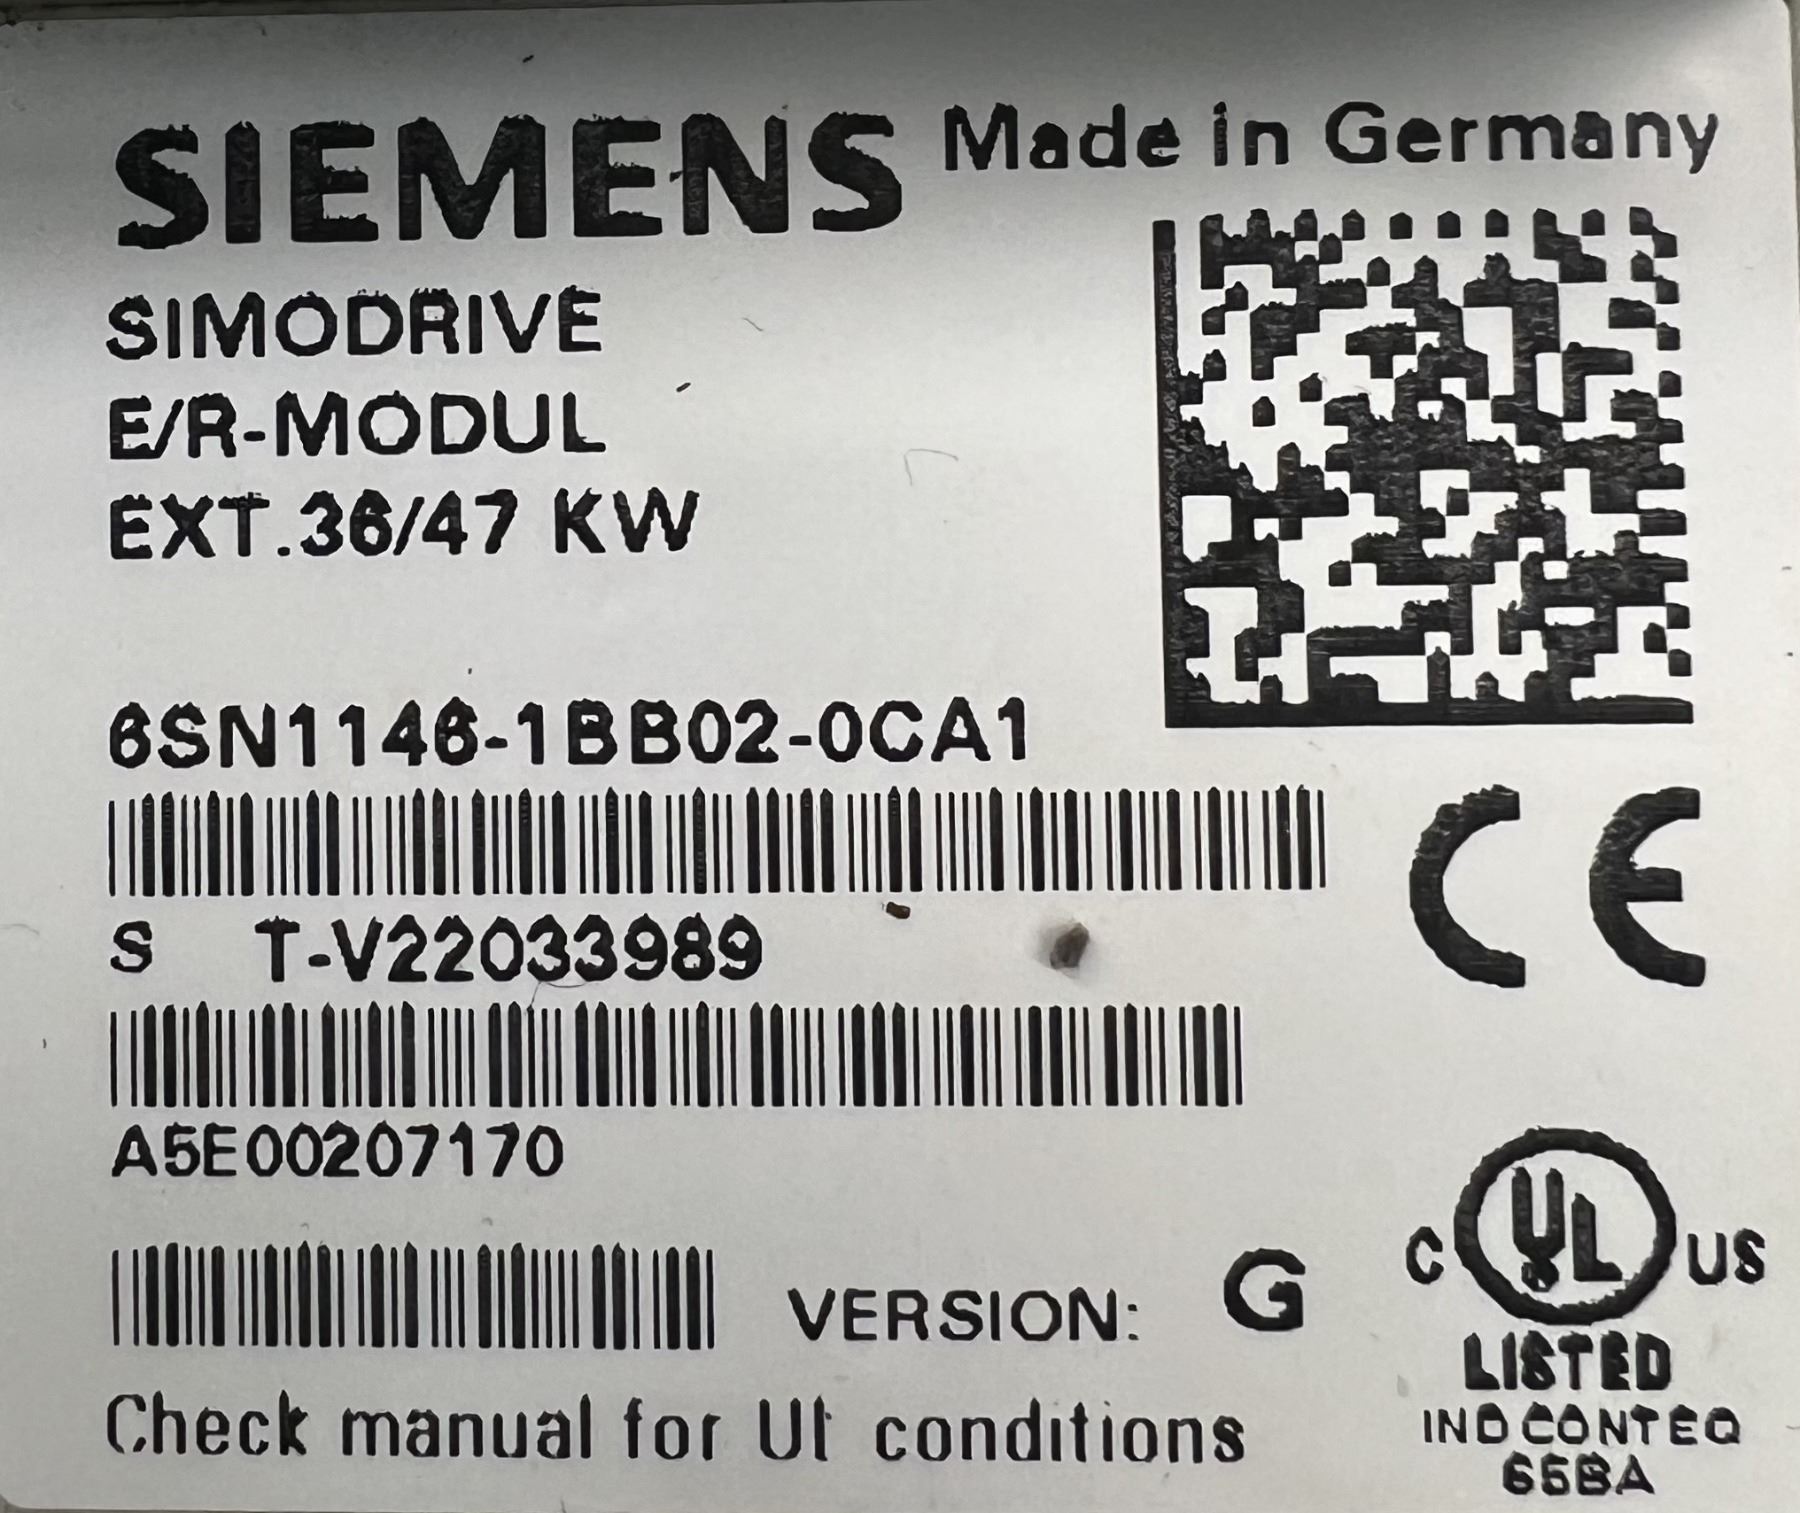 SIEMENS Made in Germany
SIMODRIVE
E/R-MODUL
EXT.36/47 KW
6SN1146-1BB02-0CA1
S T-V22033989
A5E00207170
VERSION: G
CE
C UL US
LISTED
IND CONT EQ
65BA
Check manual for Ul conditions